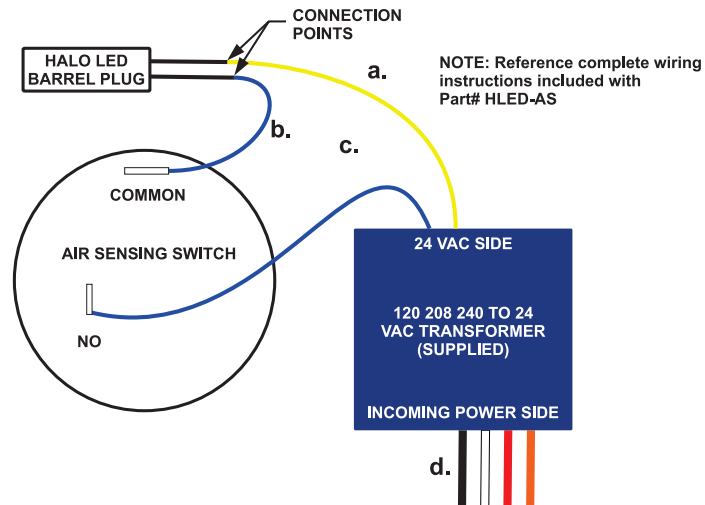 CONNECTION
POINTS
HALO LED
BARREL PLUG
a.
NOTE: Reference complete wiring
instructions included with
Part# HLED-AS
b.
c.
COMMON
AIR SENSING SWITCH
NO
24 VAC SIDE
120 208 240 TO 24
VAC TRANSFORMER
(SUPPLIED)
INCOMING POWER SIDE
d.